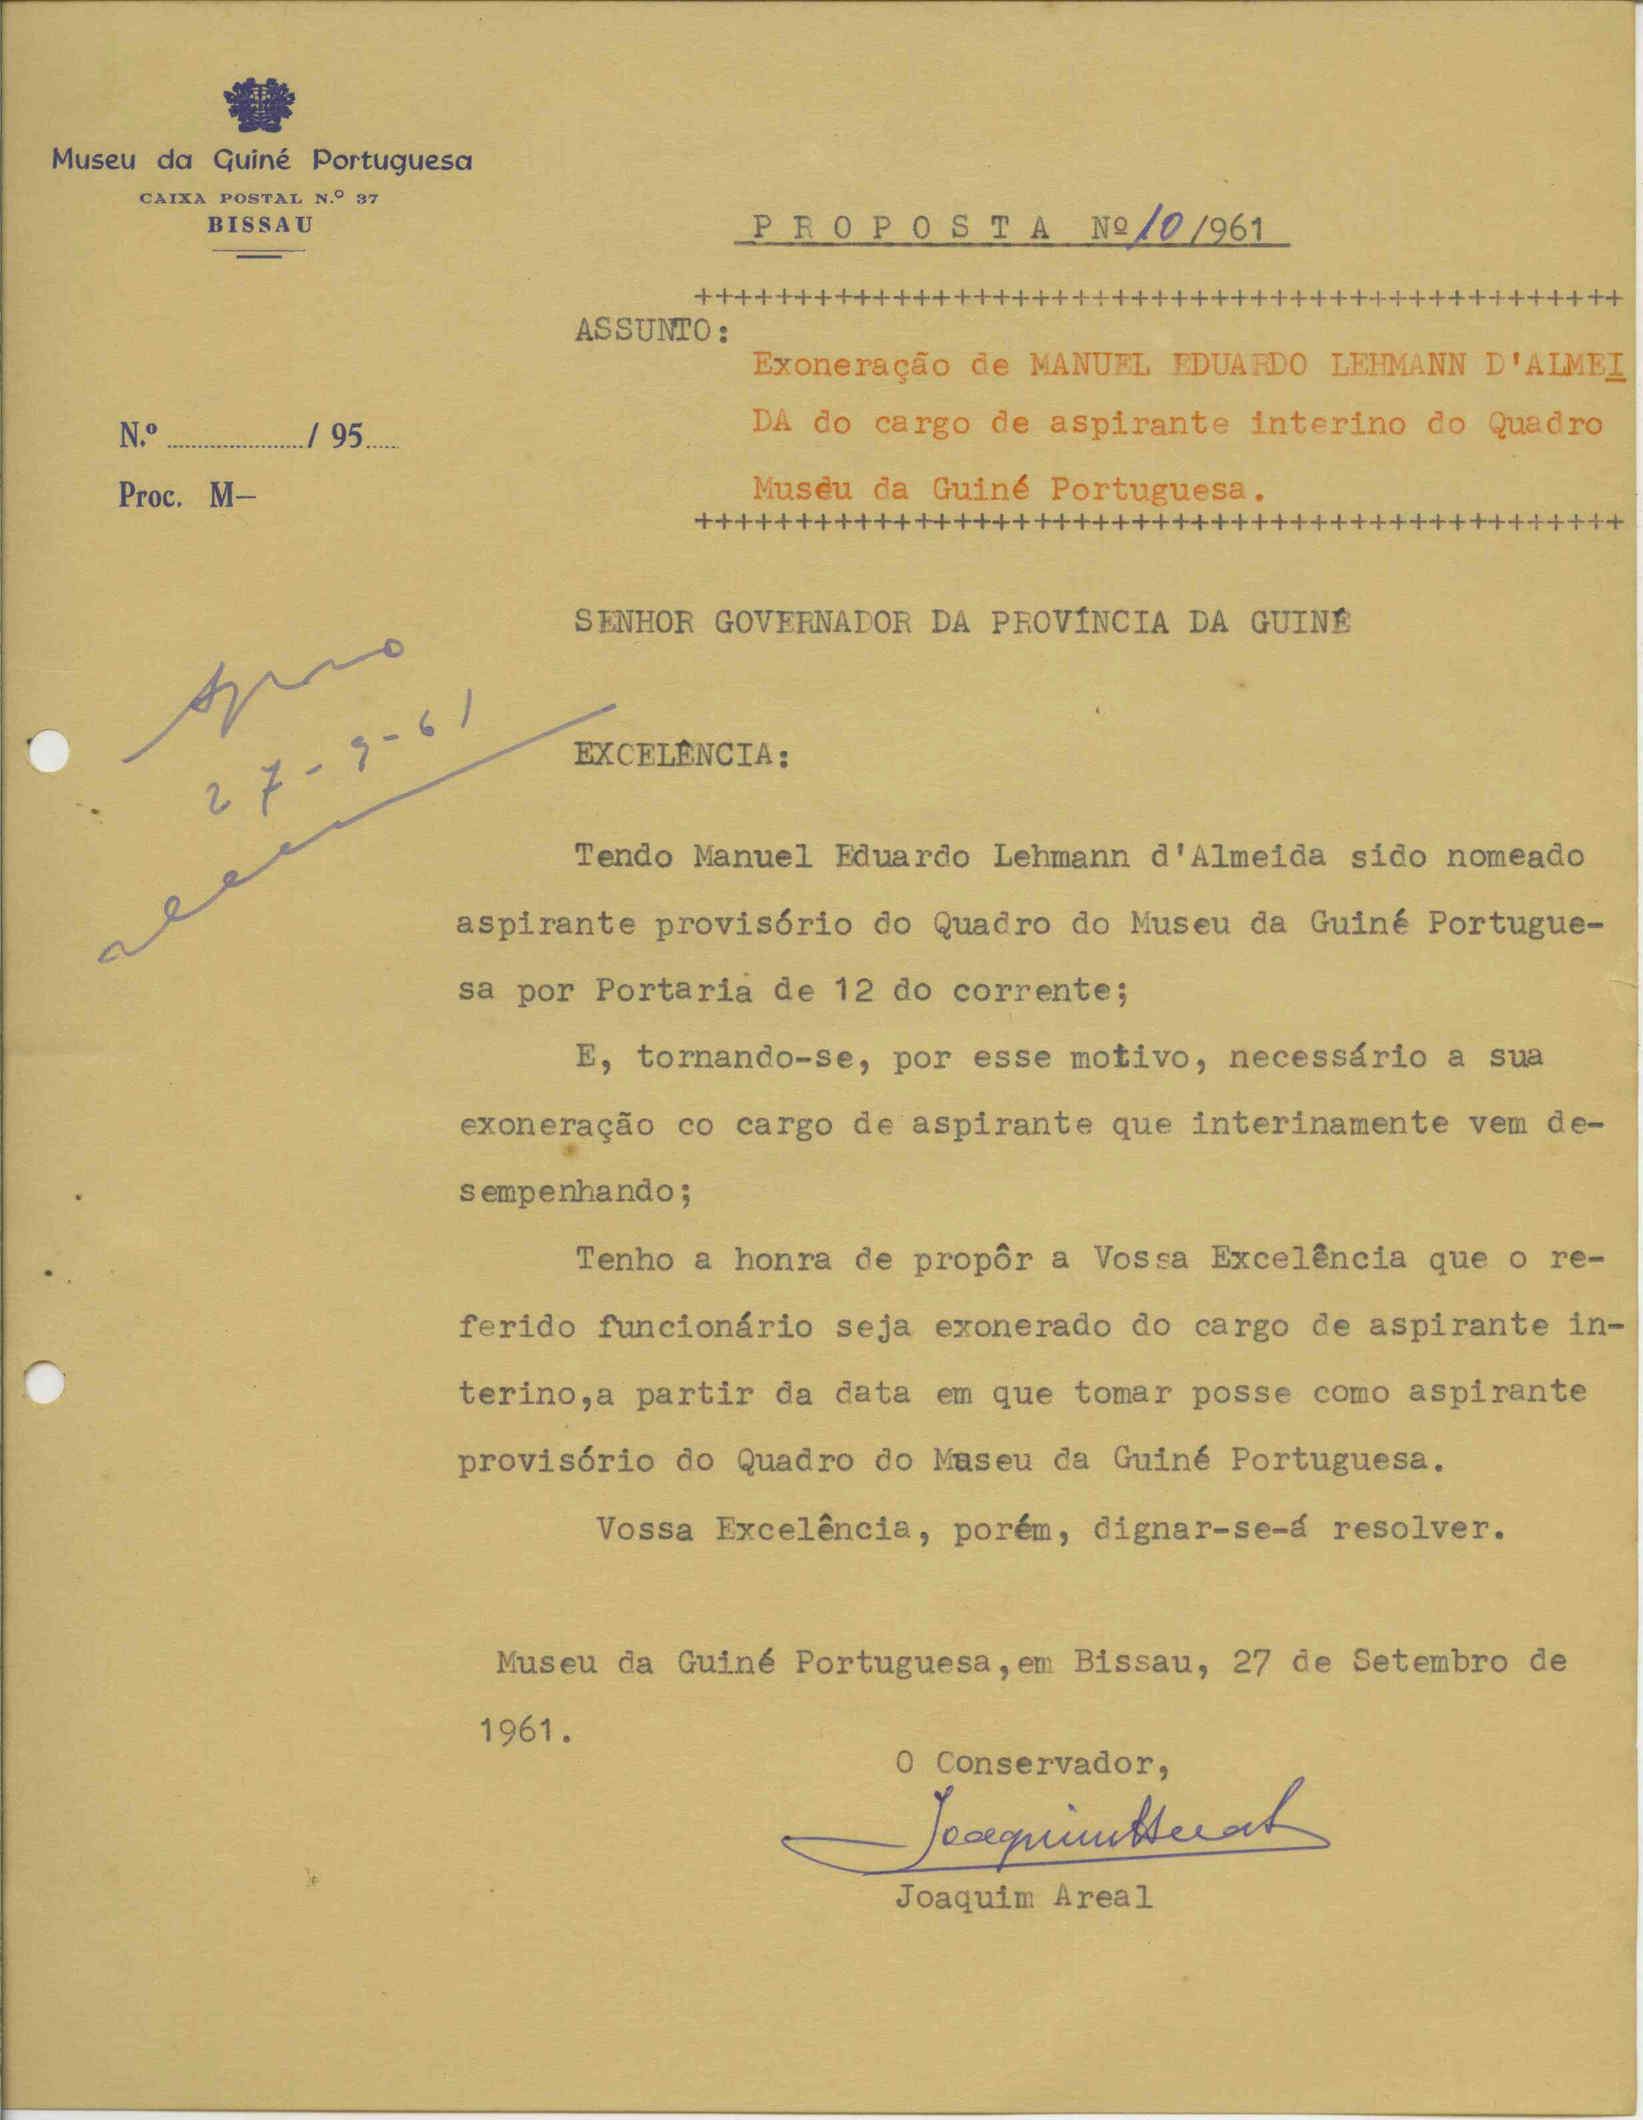 Museu da Guiné Portuguesa
CAIXA POSTAL N.º 37
BISSAU
P R O P O S T A Nº 10/961
++++++++++++++++++++++++++++++++++++++++++++++
ASSUNTO:
Exoneração de MANUEL EDUARDO LEHMANN D'ALMEI
DA do cargo de aspirante interino do Quadro
Museu da Guiné Portuguesa.
++++++++++++++++++++++++++++++++++++++++++++++
N.º ............/ 95.....
Proc. M—
SENHOR GOVERNADOR DA PROVÍNCIA DA GUINÉ
27-9-61
EXCELÊNCIA:
Tendo Manuel Eduardo Lehmann d'Almeida sido nomeado
aspirante provisório do Quadro do Museu da Guiné Portugue-
sa por Portaria de 12 do corrente;
E, tornando-se, por esse motivo, necessário a sua
exoneração co cargo de aspirante que interinamente vem de-
sempenhando;
Tenho a honra de propôr a Vossa Excelência que o re-
ferido funcionário seja exonerado do cargo de aspirante in-
terino,a partir da data em que tomar posse como aspirante
provisório do Quadro do Museu da Guiné Portuguesa.
Vossa Excelência, porém, dignar-se-á resolver.
Museu da Guiné Portuguesa,em Bissau, 27 de Setembro de
1961.
O Conservador,
Joaquim Areal
Joaquim Areal